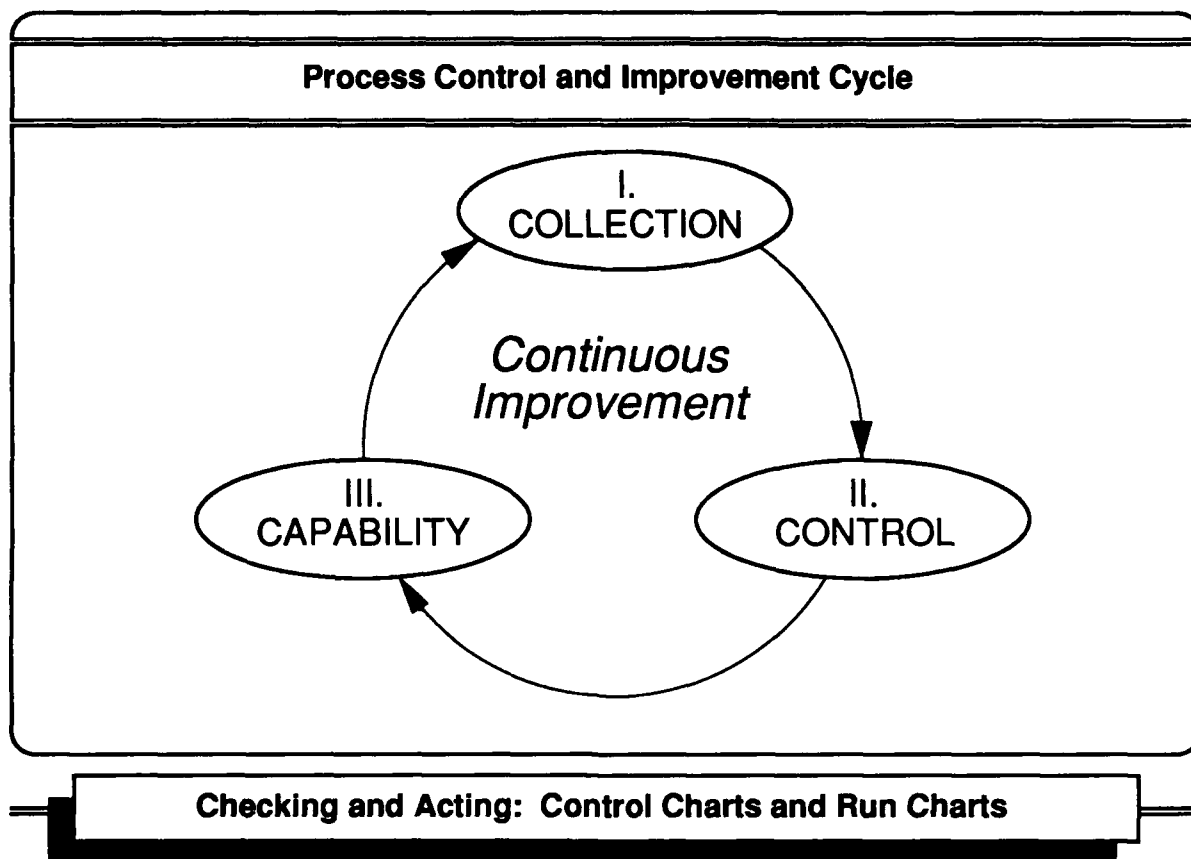 Process Control and Improvement Cycle
I.
COLLECTION
Continuous
Improvement
III.
CAPABILITY
II.
CONTROL
Checking and Acting: Control Charts and Run Charts